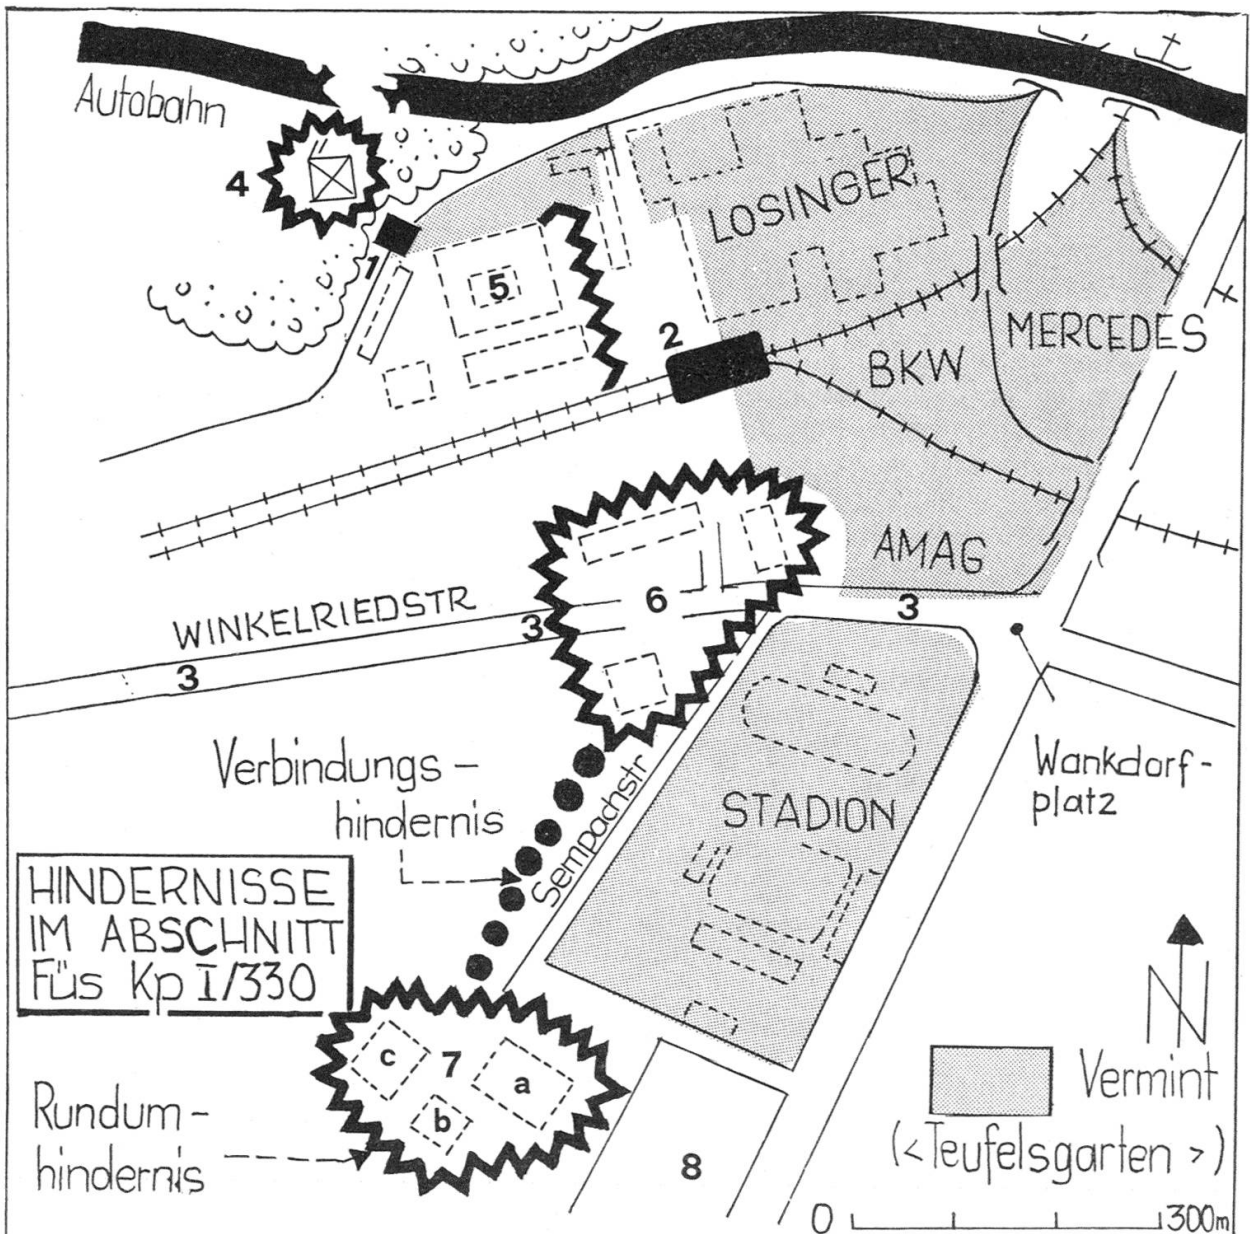 Autobahn
4
1
5
2
LOSINGER
BKW
MERCEDES
AMAG
WINKELRIEDSTR
3
3
6
3
Verbindungs-
hindernis
Sempachstr
STADION
Wankdorf-
platz
HINDERNISSE
IM ABSCHNITT
Füs Kp I/330
N
c
7
a
b
8
Rundum-
hindernis
Vermint
(<Teufelsgarten>)
0 300m